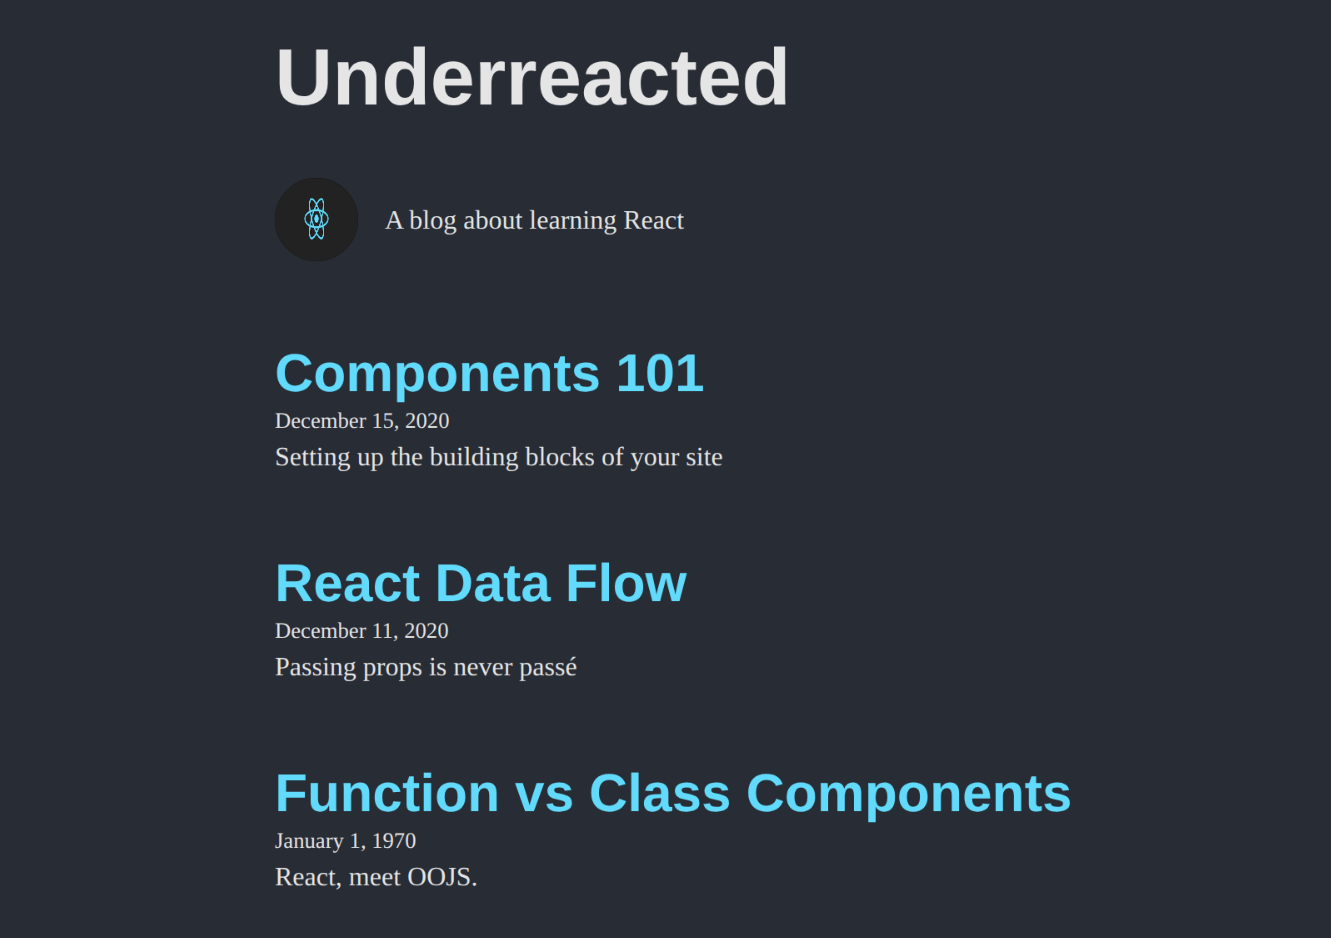 Underreacted
A blog about learning React
Components 101
December 15, 2020
Setting up the building blocks of your site
React Data Flow
December 11, 2020
Passing props is never passé
Function vs Class Components
January 1, 1970
React, meet OOJS.